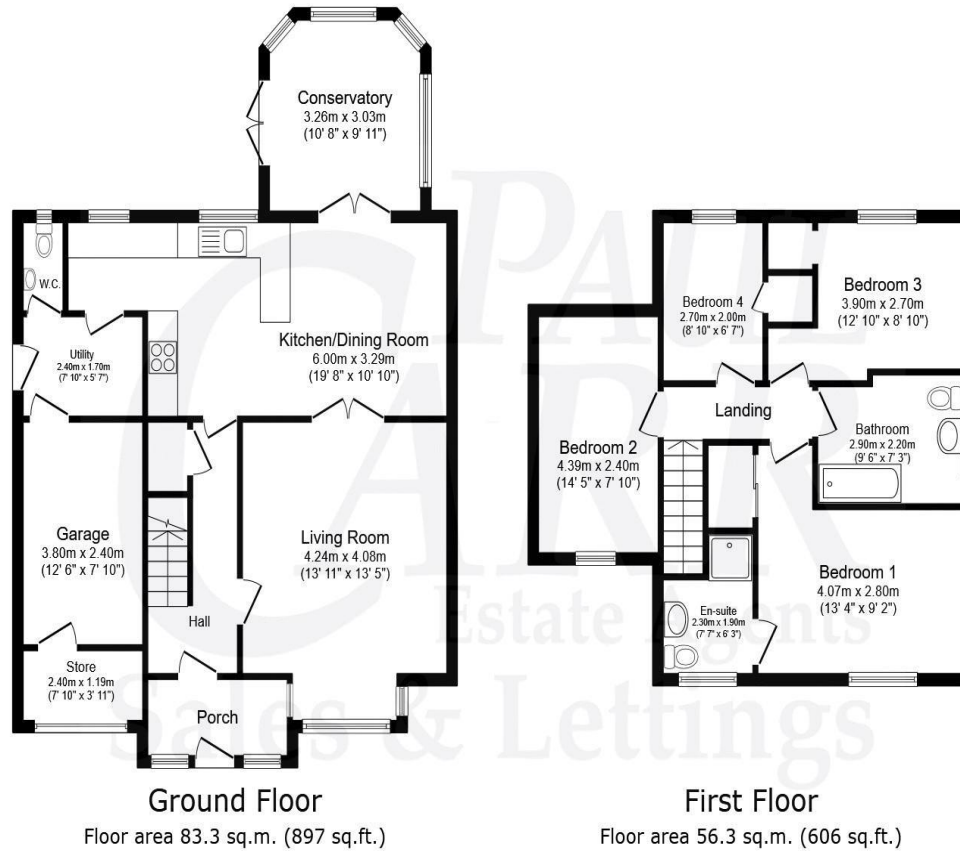 Conservatory
3.26m x 3.03m
(10' 8" x 9' 11")
W.C.
Kitchen/Dining Room
6.00m x 3.29m
(19' 8" x 10' 10")
Utility
2.40m x 1.70m
(7' 10" x 5' 7")
Garage
3.80m x 2.40m
(12' 6" x 7' 10")
Living Room
4.24m x 4.08m
(13' 11" x 13' 5")
Hall
Store
2.40m x 1.19m
(7' 10" x 3' 11")
Porch
Ground Floor
Floor area 83.3 sq.m. (897 sq.ft.)
Bedroom 4
2.70m x 2.00m
(8' 10" x 6' 7")
Bedroom 3
3.90m x 2.70m
(12' 10" x 8' 10")
Landing
Bathroom
2.90m x 2.20m
(9' 6" x 7' 3")
Bedroom 2
4.39m x 2.40m
(14' 5" x 7' 10")
Bedroom 1
4.07m x 2.80m
(13' 4" x 9' 2")
En-suite
2.30m x 1.90m
(7' 7" x 6' 3")
First Floor
Floor area 56.3 sq.m. (606 sq.ft.)
PAUL
CARR
Estate Agents
Sales & Lettings